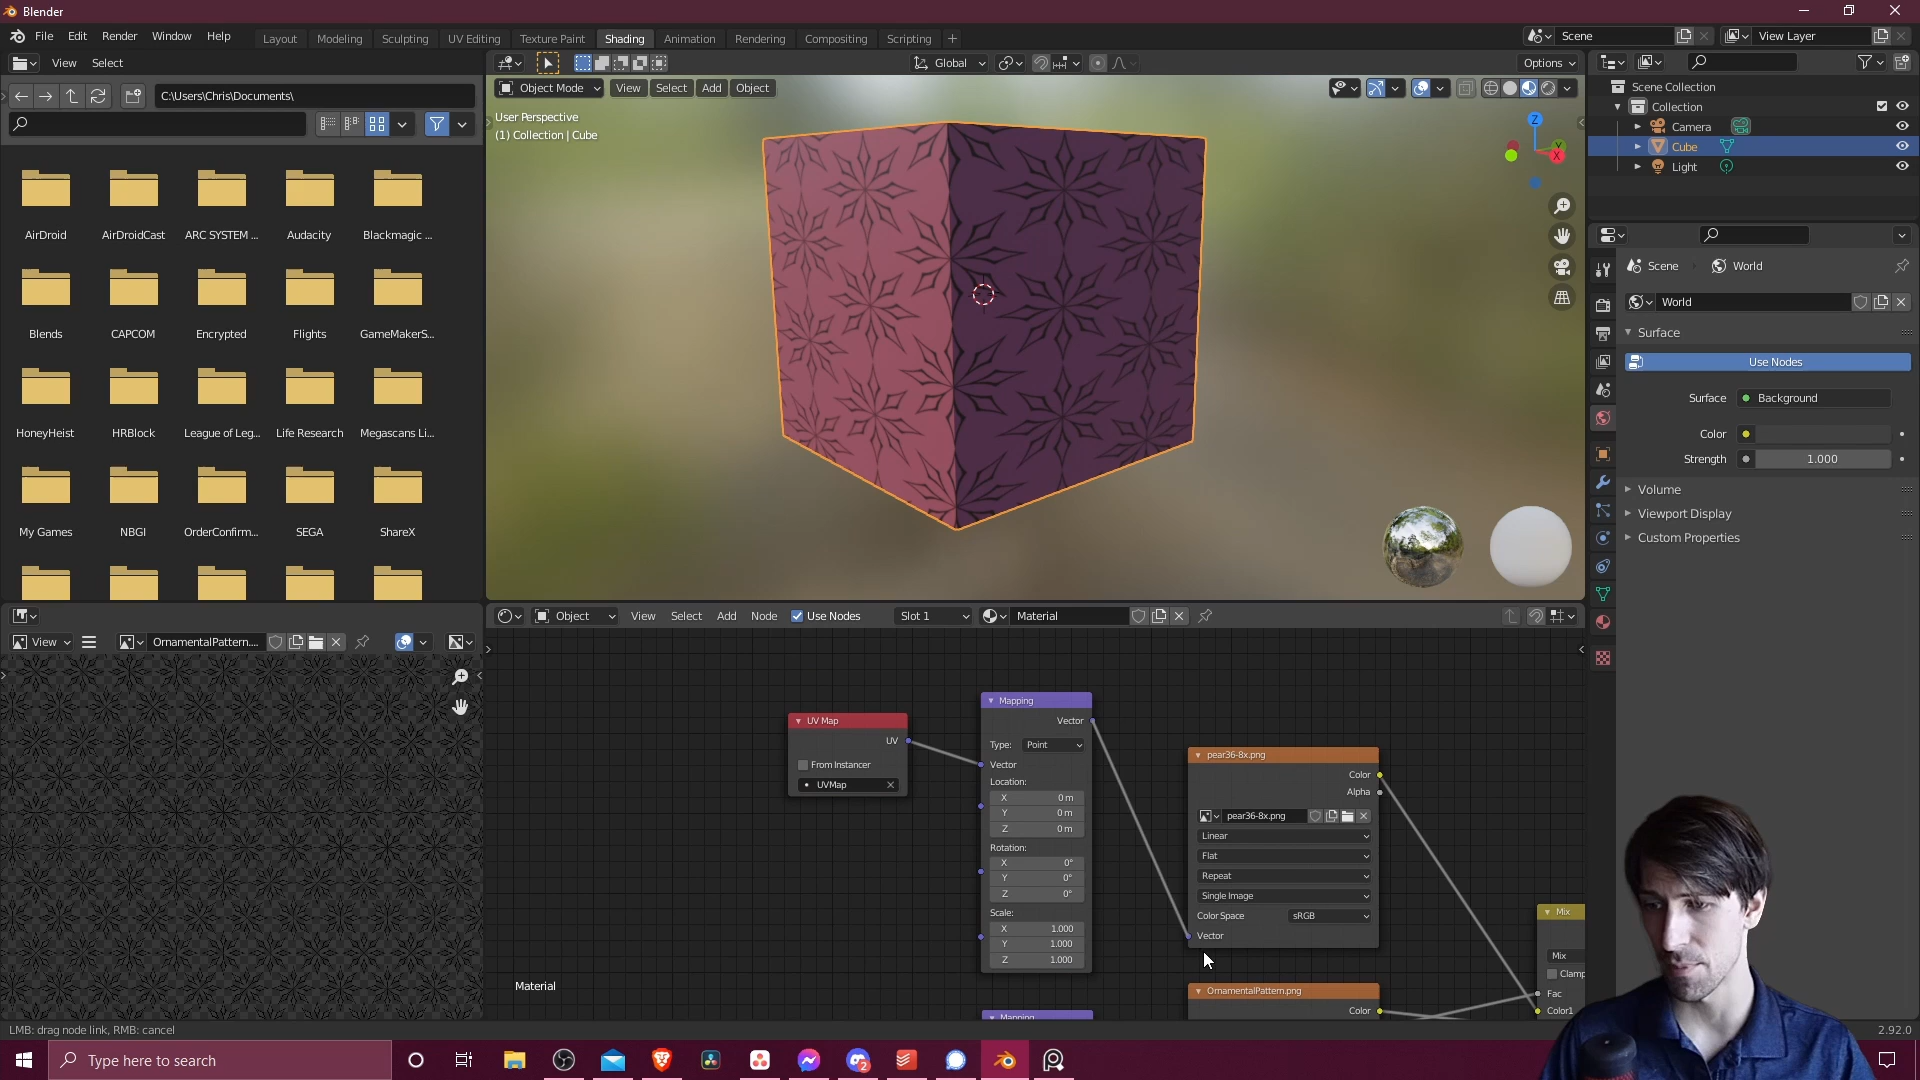 Blender
File Edit Render Window Help
Layout Modeling Sculpting UV Editing Texture Paint Shading Animation Rendering Compositing Scripting
Scene
View Layer
View Select
Global
Options
C:\Users\Chris\Documents\
Object Mode View Select Add Object
User Perspective
(1) Collection | Cube
Z
Y
X
Scene Collection
Collection
Camera
Cube
Light
AirDroid AirDroidCast ARC SYSTEM ... Audacity Blackmagic ...
Blends CAPCOM Encrypted Flights GameMakerS...
HoneyHeist HRBlock League of Leg... Life Research Megascans Li...
My Games NBGI OrderConfirm... SEGA ShareX
Scene World
World
Surface
Use Nodes
Surface Background
Color
Strength 1.000
Volume
Viewport Display
Custom Properties
View
OrnamentalPattern....
Object View Select Add Node Use Nodes Slot 1 Material
UV Map
UV
From Instancer
UVMap
Mapping
Vector
Type: Point
Vector
Location:
X 0 m
Y 0 m
Z 0 m
Rotation:
X 0°
Y 0°
Z 0°
Scale:
X 1.000
Y 1.000
Z 1.000
Mapping
pear36-8x.png
Color
Alpha
pear36-8x.png
Linear
Flat
Repeat
Single Image
Color Space sRGB
Vector
OrnamentalPattern.png
Color
Mix
Mix
Clamp
Fac
Color1
Material
LMB: drag node link, RMB: cancel
2.92.0
Type here to search
2